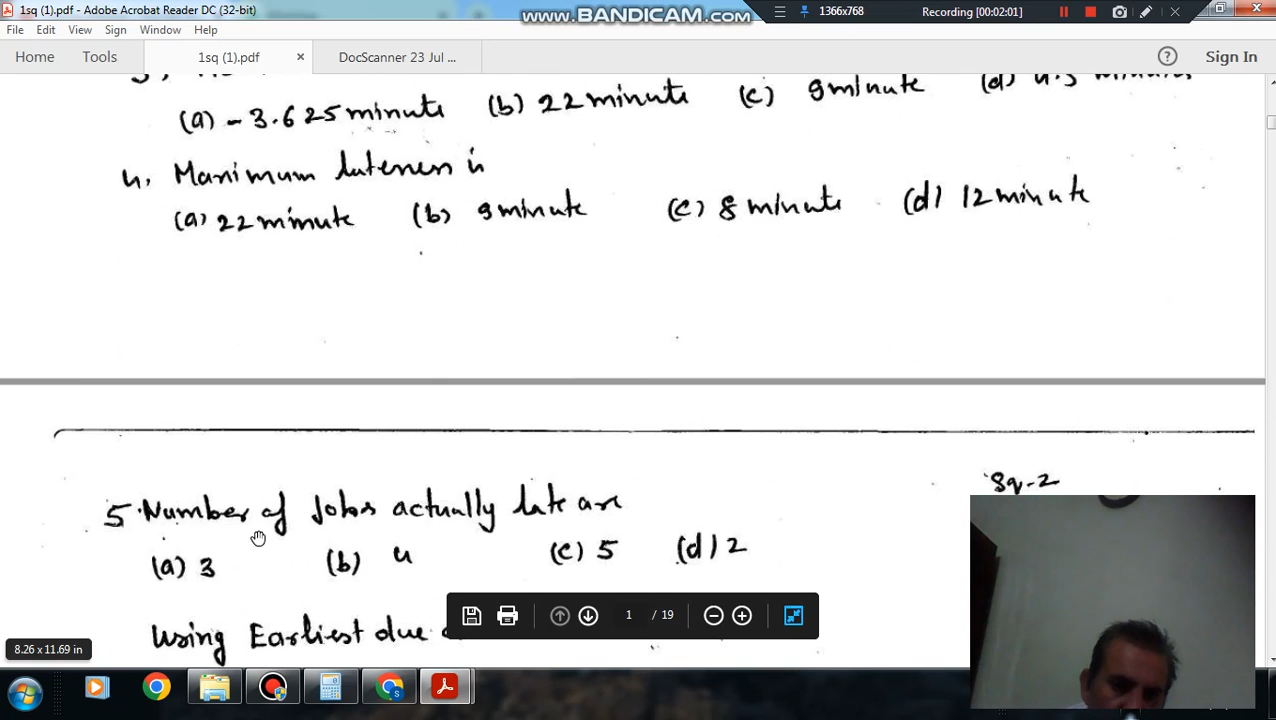 1sq (1).pdf - Adobe Acrobat Reader DC (32-bit)
www.BANDICAM.com
1366x768
Recording [00:02:01]
File Edit View Sign Window Help
Home Tools 1sq (1).pdf × DocScanner 23 Jul ... ? Sign In
(a) - 3.625 minute (b) 22 minute (c) 9 minute (d)
4. Manimum lateness is
(a) 22 minute (b) 9 minute (c) 8 minute (d) 12 minute
Sq-2
5. Number of Jobs actually late are
(a) 3 (b) 4 (c) 5 (d) 2
1 / 19
Using Earliest due
8.26 x 11.69 in